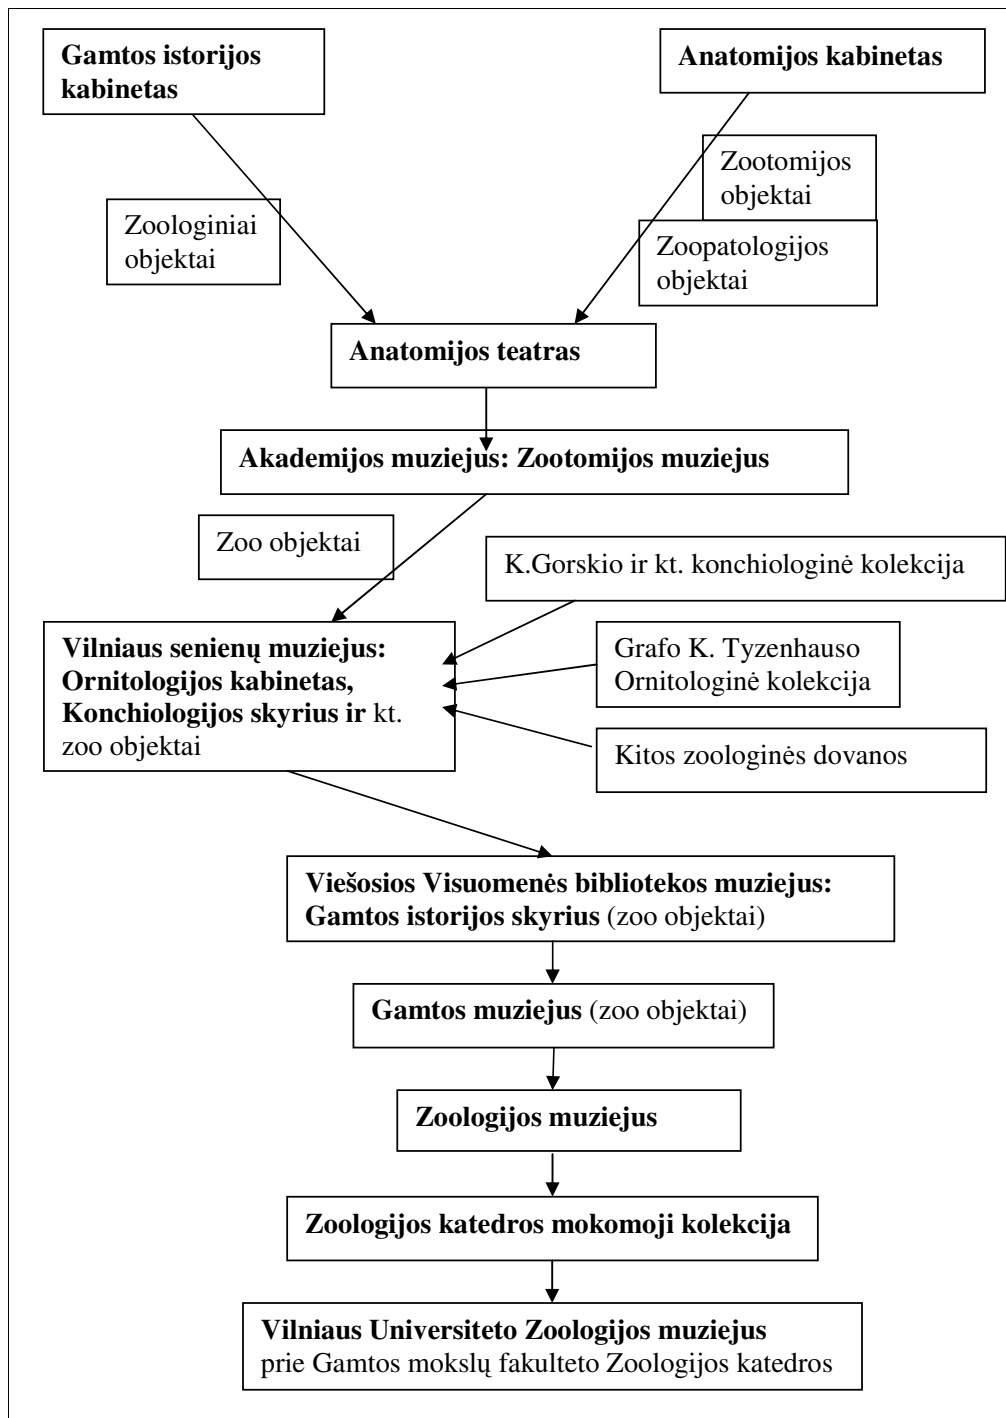 Gamtos istorijos
kabinetas
Anatomijos kabinetas
Zootomijos
objektai
Zoologiniai
objektai
Zoopatologijos
objektai
Anatomijos teatras
Akademijos muziejus: Zootomijos muziejus
Zoo objektai
K.Gorskio ir kt. konchiologinė kolekcija
Vilniaus senienų muziejus:
Ornitologijos kabinetas,
Konchiologijos skyrius ir kt.
zoo objektai
Grafo K. Tyzenhauso
Ornitologinė kolekcija
Kitos zoologinės dovanos
Viešosios Visuomenės bibliotekos muziejus:
Gamtos istorijos skyrius (zoo objektai)
Gamtos muziejus (zoo objektai)
Zoologijos muziejus
Zoologijos katedros mokomoji kolekcija
Vilniaus Universiteto Zoologijos muziejus
prie Gamtos mokslų fakulteto Zoologijos katedros